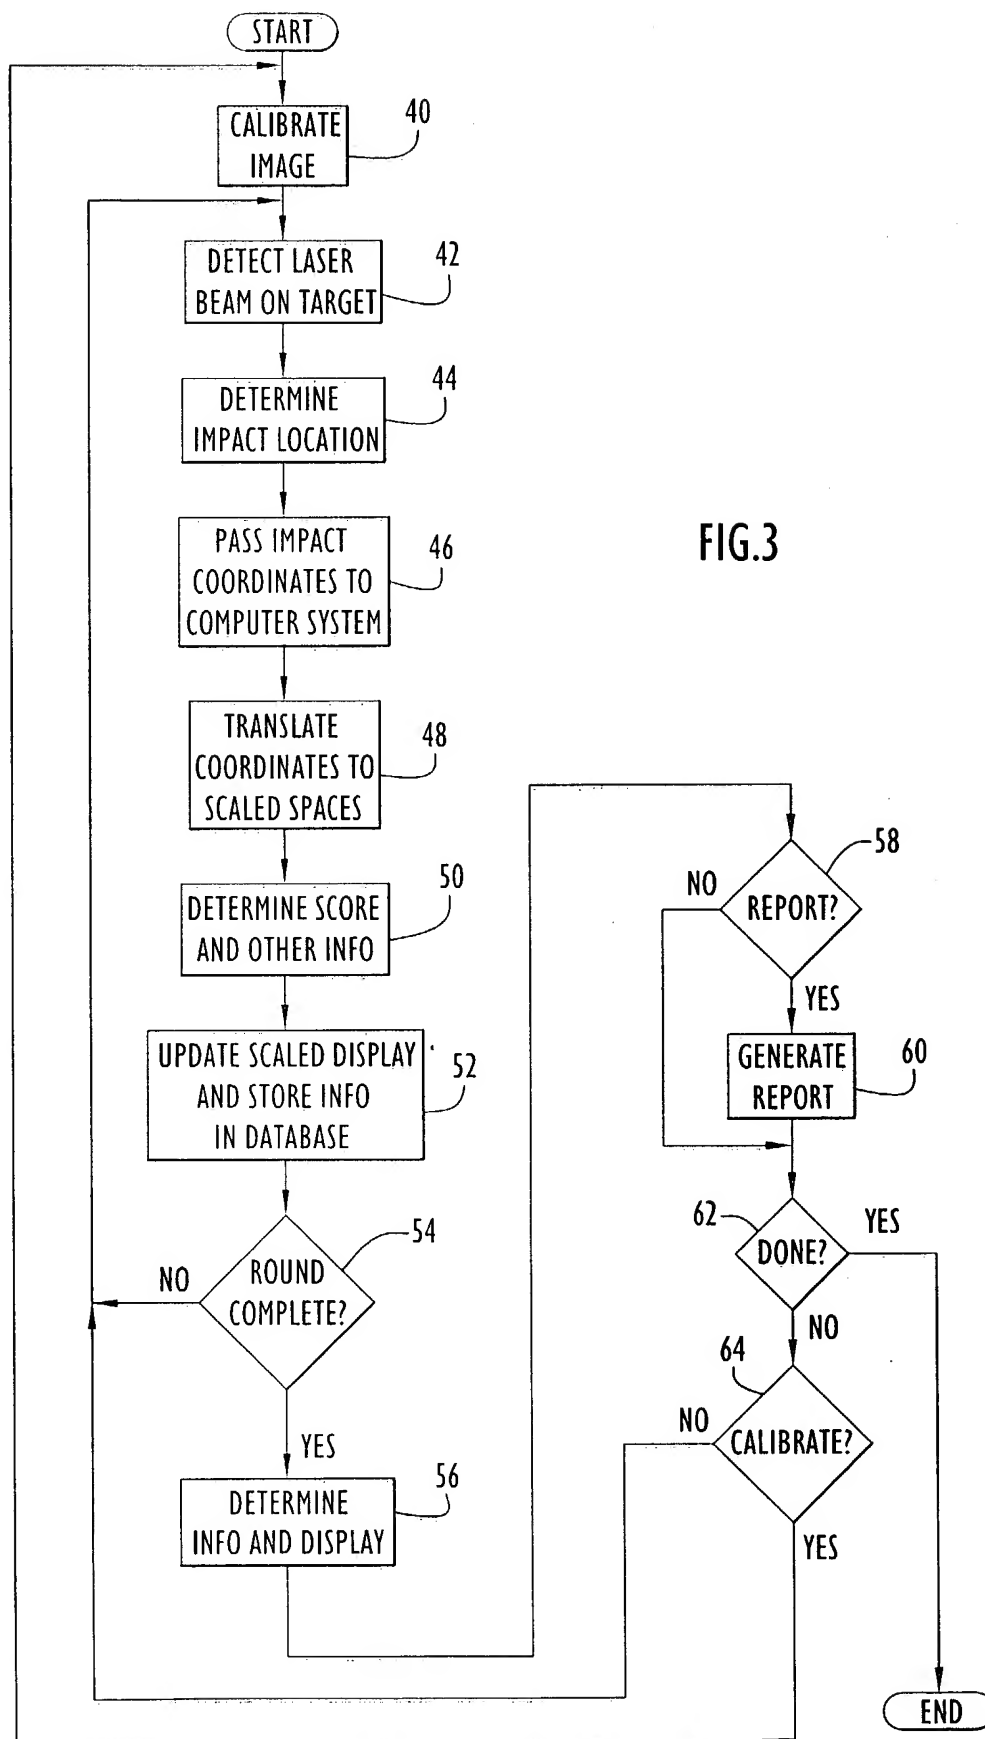 START
CALIBRATE
IMAGE
40
DETECT LASER
BEAM ON TARGET
42
DETERMINE
IMPACT LOCATION
44
PASS IMPACT
COORDINATES TO
COMPUTER SYSTEM
46
FIG.3
TRANSLATE
COORDINATES TO
SCALED SPACES
48
DETERMINE SCORE
AND OTHER INFO
50
UPDATE SCALED DISPLAY
AND STORE INFO
IN DATABASE
52
ROUND
COMPLETE?
54
NO
YES
DETERMINE
INFO AND DISPLAY
56
REPORT?
58
NO
YES
GENERATE
REPORT
60
DONE?
62
YES
NO
CALIBRATE?
64
NO
YES
END